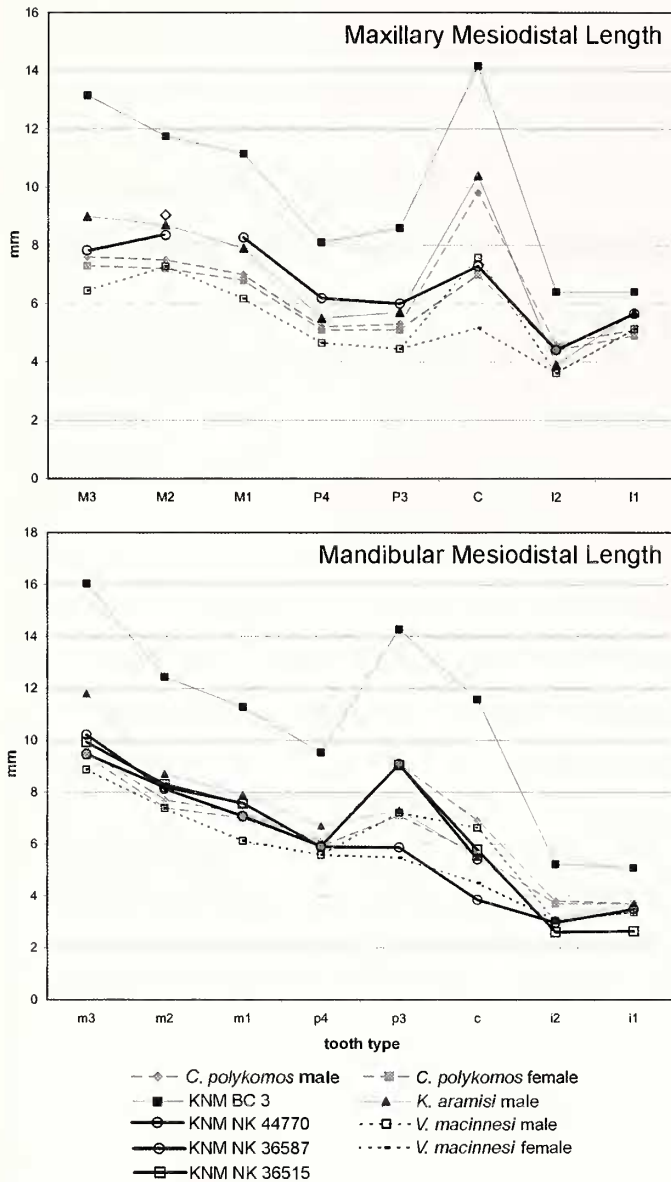 Maxillary Mesiodistal Length
16
14
12
10
8
6
4
2
0
mm
M3 M2 M1 P4 P3 C I2 I1
Mandibular Mesiodistal Length
18
16
14
12
10
8
6
4
2
0
mm
m3 m2 m1 p4 p3 c i2 i1
tooth type
C. polykomos male
C. polykomos female
KNM BC 3
K. aramisi male
KNM NK 44770
V. macinnesi male
KNM NK 36587
V. macinnesi female
KNM NK 36515